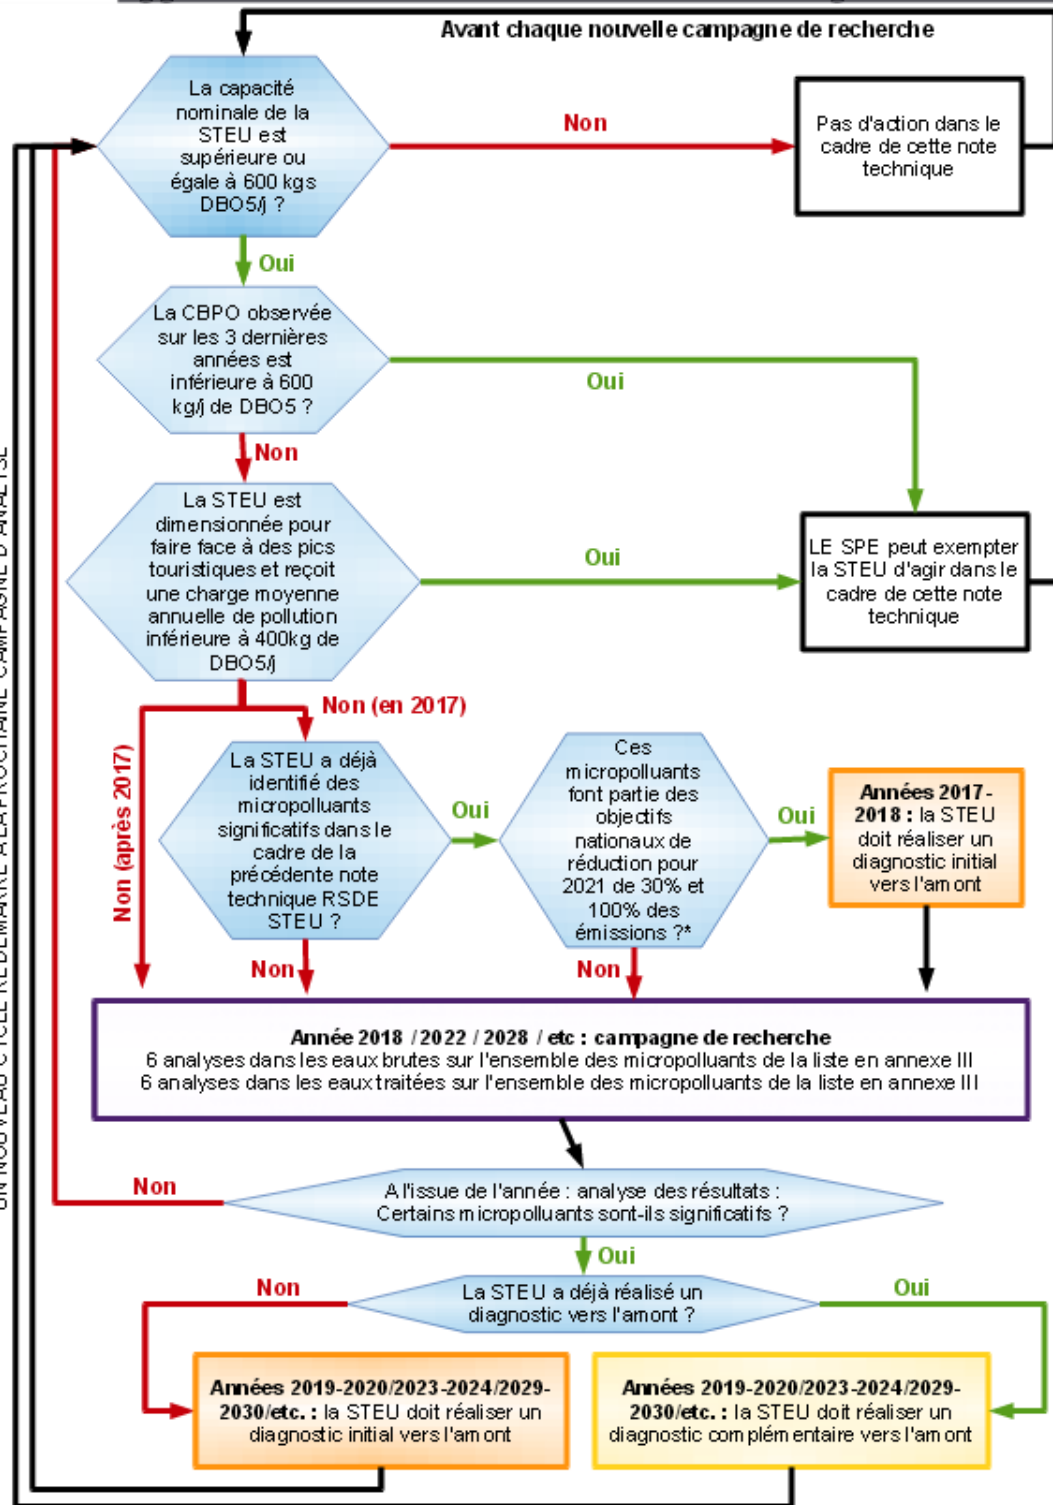 Avant chaque nouvelle campagne de recherche
La capacité
nominale de la
STEU est
supérieure ou
égale à 600 kgs
DBO5/j ?
Non
Pas d'action dans le
cadre de cette note
technique
Oui
La CBPO observée
sur les 3 dernières
années est
inférieure à 600
kg/j de DBO5 ?
Oui
Non
La STEU est
dimensionnée pour
faire face à des pics
touristiques et reçoit
une charge moyenne
annuelle de pollution
inférieure à 400kg de
DBO5/j
Oui
LE SPE peut exempter
la STEU d'agir dans le
cadre de cette note
technique
Non (en 2017)
Non (après 2017)
La STEU a déjà
identifié des
micropolluants
significatifs dans le
cadre de la
précédente note
technique RSDE
STEU ?
Oui
Ces
micropolluants
font partie des
objectifs
nationaux de
réduction pour
2021 de 30% et
100% des
émissions ?*
Oui
Années 2017-
2018 : la STEU
doit réaliser un
diagnostic initial
vers l'amont
Non
Non
Année 2018 / 2022 / 2028 / etc : campagne de recherche
6 analyses dans les eaux brutes sur l'ensemble des micropolluants de la liste en annexe III
6 analyses dans les eaux traitées sur l'ensemble des micropolluants de la liste en annexe III
Non
A l'issue de l'année : analyse des résultats :
Certains micropolluants sont-ils significatifs ?
Oui
Non
La STEU a déjà réalisé un
diagnostic vers l'amont ?
Oui
Années 2019-2020/2023-2024/2029-
2030/etc. : la STEU doit réaliser un
diagnostic initial vers l'amont
Années 2019-2020/2023-2024/2029-
2030/etc. : la STEU doit réaliser un
diagnostic complémentaire vers l'amont
UN NOUVEAU CYCLE REDEMARRE A LA PROCHAINE CAMPAGNE D'ANALYSE